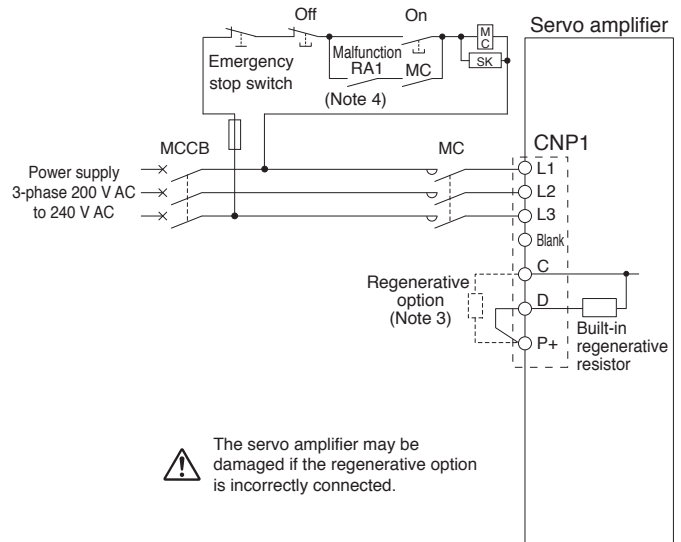 Off
On
Servo amplifier
M
C
SK
Malfunction
RA1
MC
Emergency
stop switch
(Note 4)
MCCB
MC
CNP1
Power supply
3-phase 200 V AC
to 240 V AC
L1
L2
L3
Blank
C
Regenerative
option
(Note 3)
D
Built-in
regenerative
resistor
P+
The servo amplifier may be
damaged if the regenerative option
is incorrectly connected.